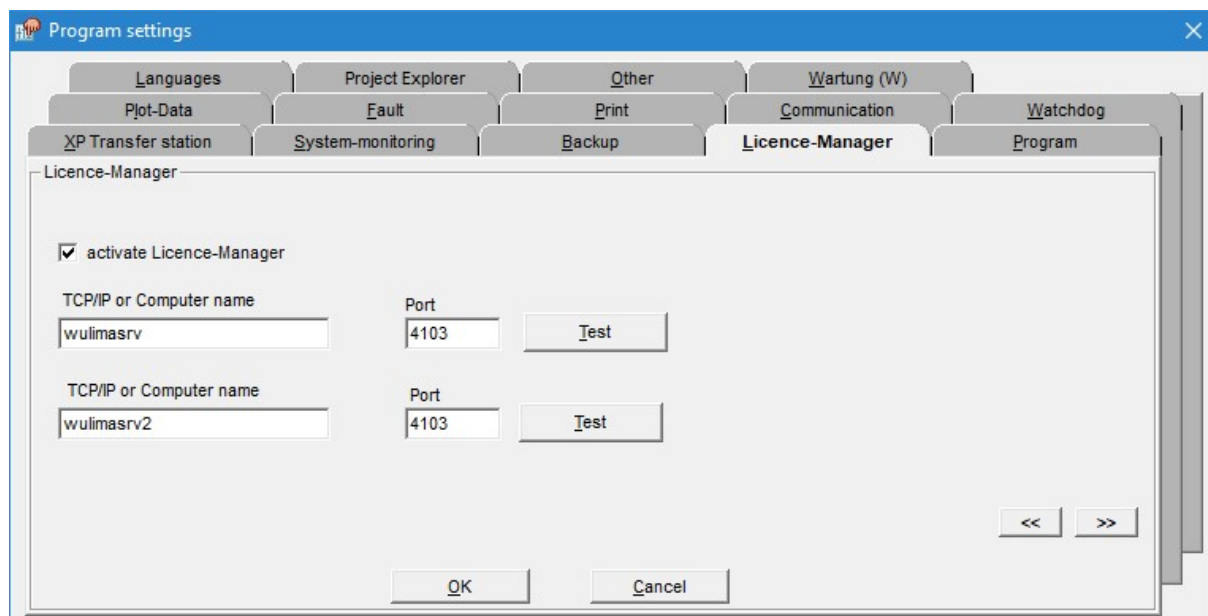 Program settings
Languages Project Explorer Other Wartung (W)
Plot-Data Fault Print Communication Watchdog
XP Transfer station System-monitoring Backup Licence-Manager Program
Licence-Manager
activate Licence-Manager
TCP/IP or Computer name Port
wulimasrv 4103 Test
TCP/IP or Computer name Port
wulimasrv2 4103 Test
<< >>
OK Cancel